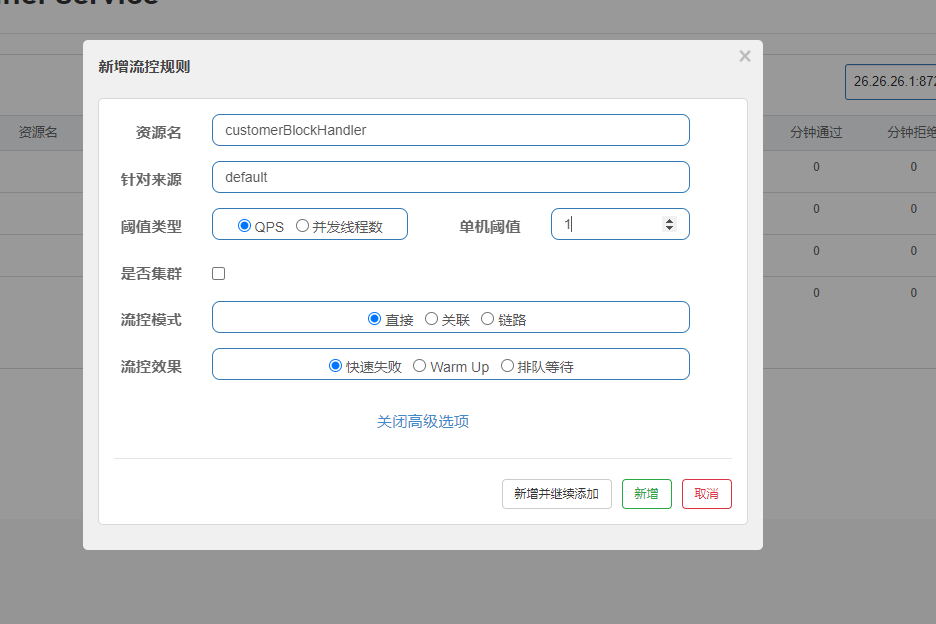 Service
×
新增流控规则
26.26.26.1:872
资源名 分钟通过 分钟拒绝
资源名 customerBlockHandler
0 0
针对来源 default
0 0
阈值类型 QPS 并发线程数 单机阈值 1
0 0
是否集群
0 0
流控模式 直接 关联 链路
流控效果 快速失败 Warm Up 排队等待
关闭高级选项
新增并继续添加 新增 取消